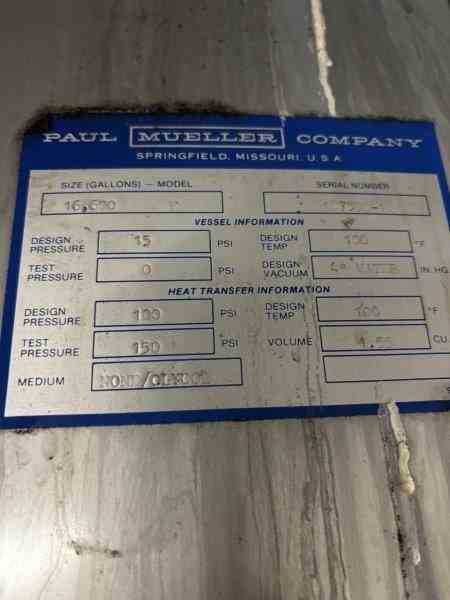 PAUL MUELLER COMPANY
SPRINGFIELD, MISSOURI. U.S.A.
SIZE (GALLONS) — MODEL SERIAL NUMBER
VESSEL INFORMATION
DESIGN PRESSURE 15 PSI DESIGN TEMP °F
TEST PRESSURE 0 PSI DESIGN VACUUM IN. HG.
HEAT TRANSFER INFORMATION
DESIGN PRESSURE PSI DESIGN TEMP 100 °F
TEST PRESSURE 150 PSI VOLUME CU.
MEDIUM